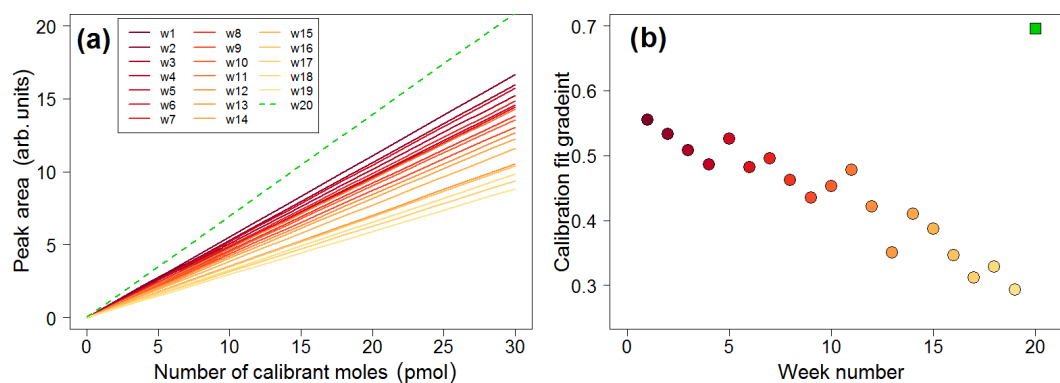 (a)
w1 w8 w15
w2 w9 w16
w3 w10 w17
w4 w11 w18
w5 w12 w19
w6 w13 w20
w7 w14
20
15
10
5
0
Peak area (arb. units)
0 5 10 15 20 25 30
Number of calibrant moles (pmol)
(b)
0.7
0.6
0.5
0.4
0.3
Calibration fit gradeint
0 5 10 15 20
Week number